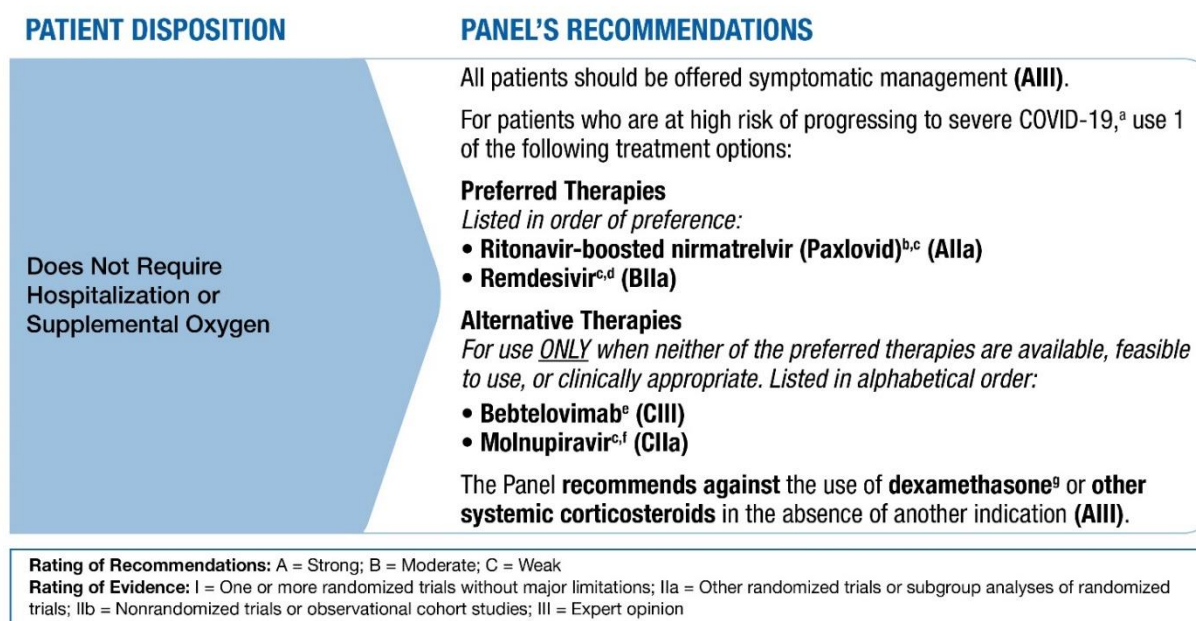 PATIENT DISPOSITION
PANEL'S RECOMMENDATIONS
Does Not Require
Hospitalization or
Supplemental Oxygen
All patients should be offered symptomatic management (AIII).
For patients who are at high risk of progressing to severe COVID-19,ᵃ use 1
of the following treatment options:
Preferred Therapies
Listed in order of preference:
• Ritonavir-boosted nirmatrelvir (Paxlovid)ᵇ,ᶜ (AIIa)
• Remdesivirᶜ,ᵈ (BIIa)
Alternative Therapies
For use ONLY when neither of the preferred therapies are available, feasible
to use, or clinically appropriate. Listed in alphabetical order:
• Bebtelovimabᵉ (CIII)
• Molnupiravirᶜ,ᶠ (CIIa)
The Panel recommends against the use of dexamethasoneᵍ or other
systemic corticosteroids in the absence of another indication (AIII).
Rating of Recommendations: A = Strong; B = Moderate; C = Weak
Rating of Evidence: I = One or more randomized trials without major limitations; IIa = Other randomized trials or subgroup analyses of randomized
trials; IIb = Nonrandomized trials or observational cohort studies; III = Expert opinion